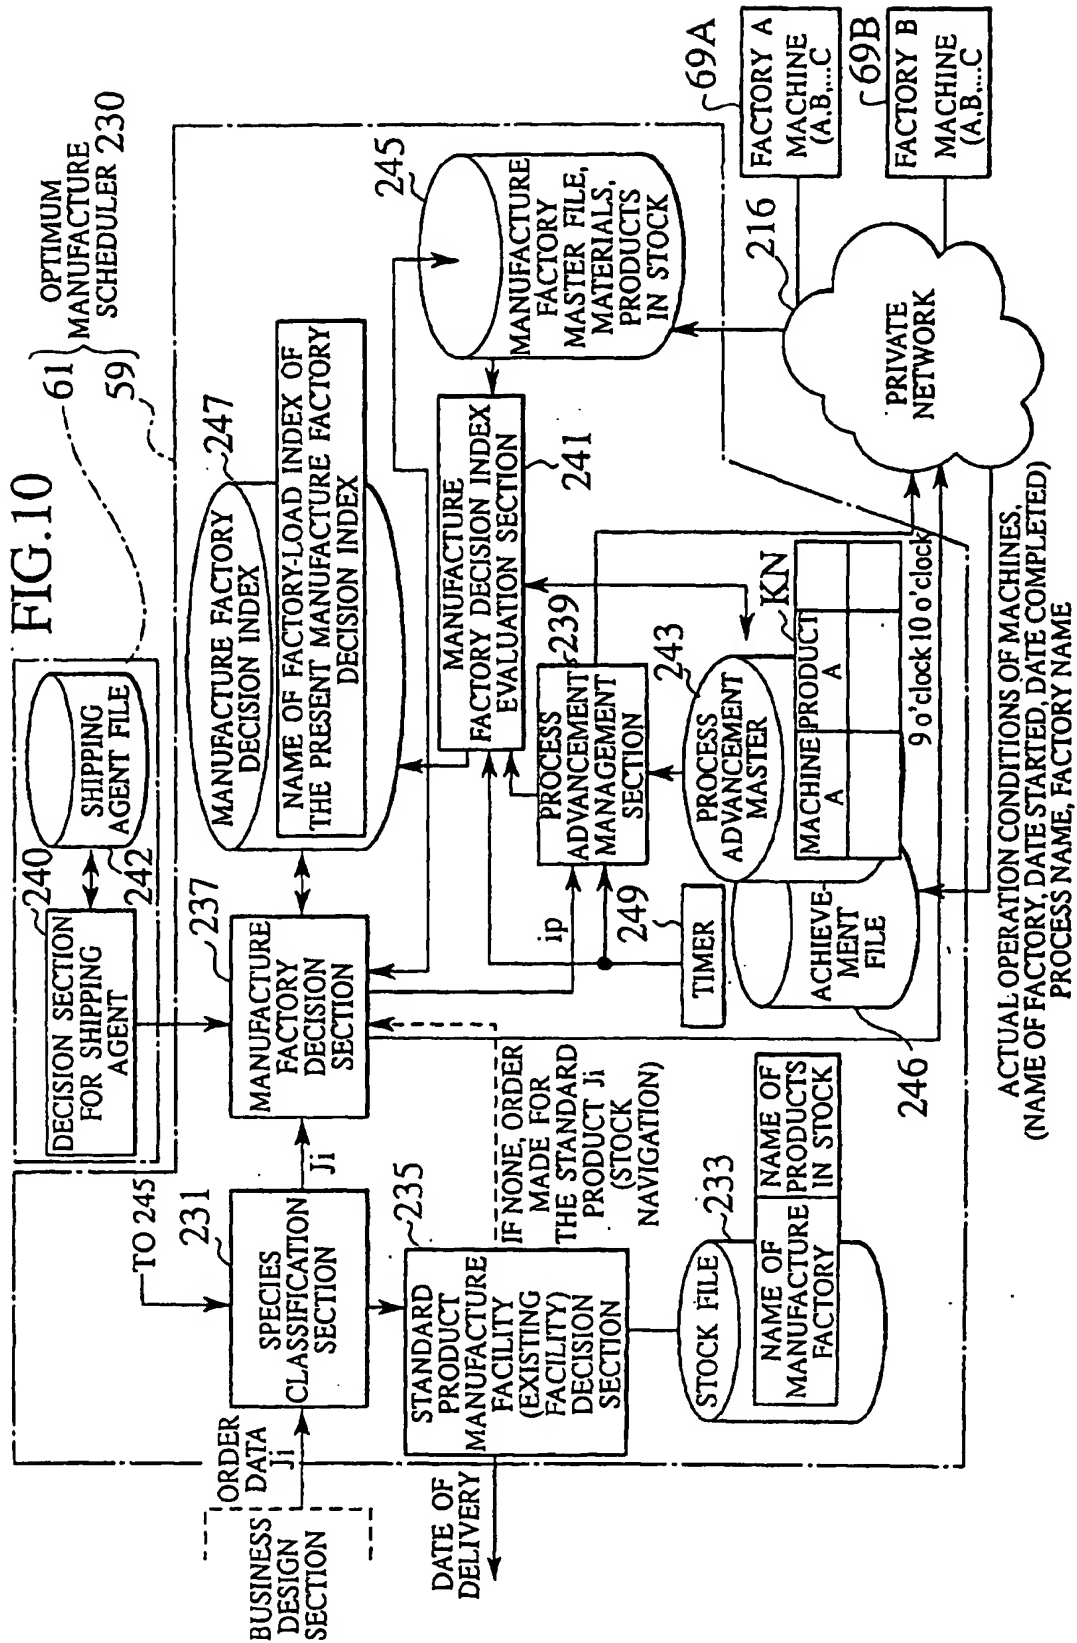 FIG.10
OPTIMUM
MANUFACTURE
SCHEDULER 230
61
59
240
DECISION SECTION
FOR SHIPPING
AGENT
SHIPPING
AGENT FILE
242
TO 245
231
SPECIES
CLASSIFICATION
SECTION
BUSINESS
DESIGN
SECTION
ORDER
DATA
Ji
Ji
237
MANUFACTURE
FACTORY
DECISION
SECTION
247
MANUFACTURE FACTORY
DECISION INDEX
NAME OF FACTORY-LOAD INDEX OF
THE PRESENT MANUFACTURE FACTORY
DECISION INDEX
245
MANUFACTURE
FACTORY
MASTER FILE,
MATERIALS,
PRODUCTS
IN STOCK
MANUFACTURE
FACTORY DECISION INDEX
EVALUATION SECTION
241
235
STANDARD
PRODUCT
MANUFACTURE
FACILITY
(EXISTING
FACILITY)
DECISION
SECTION
DATE OF
DELIVERY
IF NONE, ORDER
MADE FOR
THE STANDARD
PRODUCT Ji
(STOCK
NAVIGATION)
ip
239
PROCESS
ADVANCEMENT
MANAGEMENT
SECTION
249
TIMER
243
PROCESS
ADVANCEMENT
MASTER
KN
MACHINE PRODUCT
A A
9 o'clock 10 o'clock
ACHIEVE-
MENT
FILE
246
233
STOCK FILE
NAME OF
MANUFACTURE
FACTORY
NAME OF
PRODUCTS
IN STOCK
216
PRIVATE
NETWORK
69A
FACTORY A
MACHINE
(A,B,...C
69B
FACTORY B
MACHINE
(A,B,...C
ACTUAL OPERATION CONDITIONS OF MACHINES,
(NAME OF FACTORY, DATE STARTED, DATE COMPLETED)
PROCESS NAME, FACTORY NAME